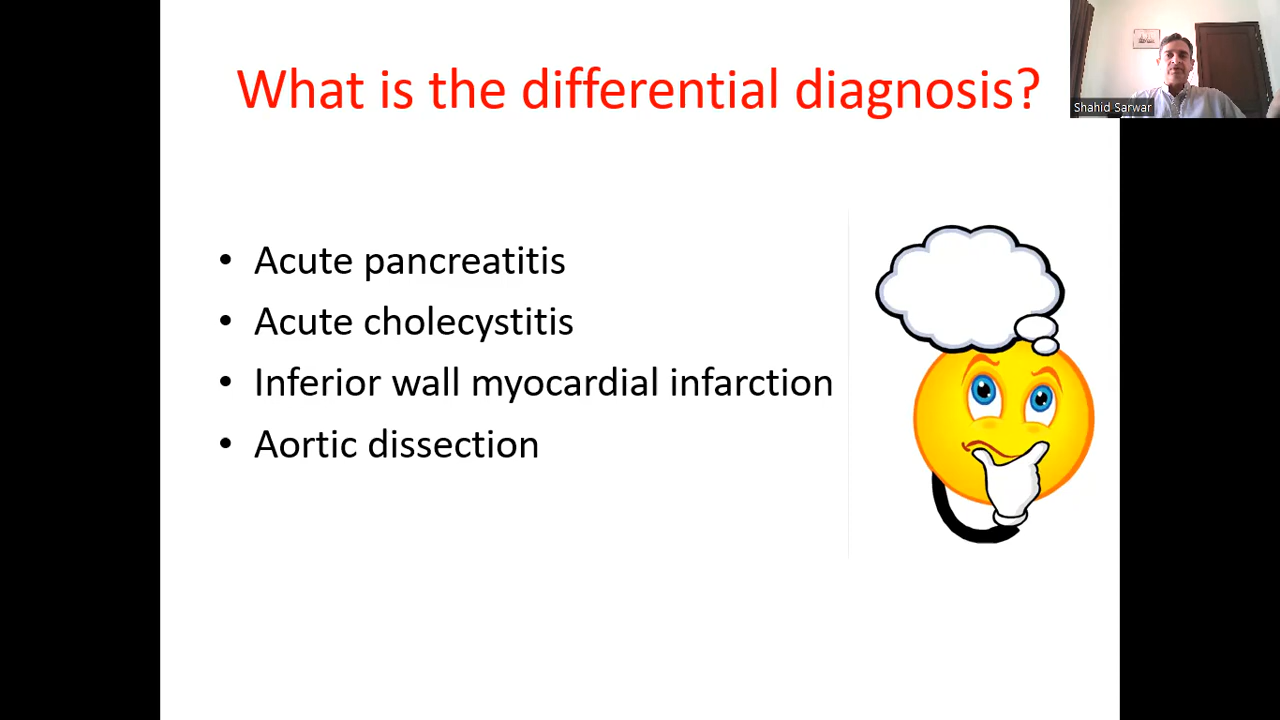 What is the differential diagnosis?
Shahid Sarwar
• Acute pancreatitis
• Acute cholecystitis
• Inferior wall myocardial infarction
• Aortic dissection